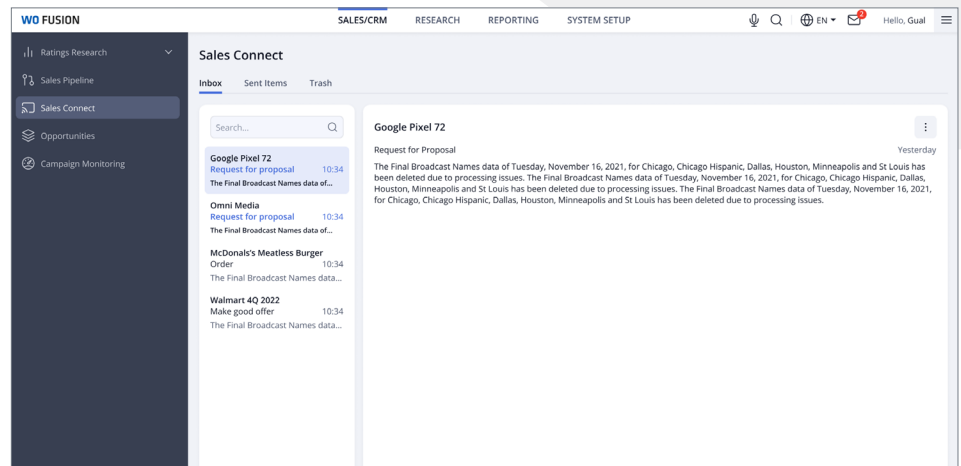 WO FUSION
SALES/CRM
RESEARCH
REPORTING
SYSTEM SETUP
EN
2
Hello, Gual
Ratings Research
Sales Pipeline
Sales Connect
Opportunities
Campaign Monitoring
Sales Connect
Inbox
Sent Items
Trash
Search...
Google Pixel 72
Request for proposal 10:34
The Final Broadcast Names data of...
Omni Media
Request for proposal 10:34
The Final Broadcast Names data of...
McDonals's Meatless Burger
Order 10:34
The Final Broadcast Names data...
Walmart 4Q 2022
Make good offer 10:34
The Final Broadcast Names data...
Google Pixel 72
Request for Proposal Yesterday
The Final Broadcast Names data of Tuesday, November 16, 2021, for Chicago, Chicago Hispanic, Dallas, Houston, Minneapolis and St Louis has
been deleted due to processing issues. The Final Broadcast Names data of Tuesday, November 16, 2021, for Chicago, Chicago Hispanic, Dallas,
Houston, Minneapolis and St Louis has been deleted due to processing issues. The Final Broadcast Names data of Tuesday, November 16, 2021,
for Chicago, Chicago Hispanic, Dallas, Houston, Minneapolis and St Louis has been deleted due to processing issues.